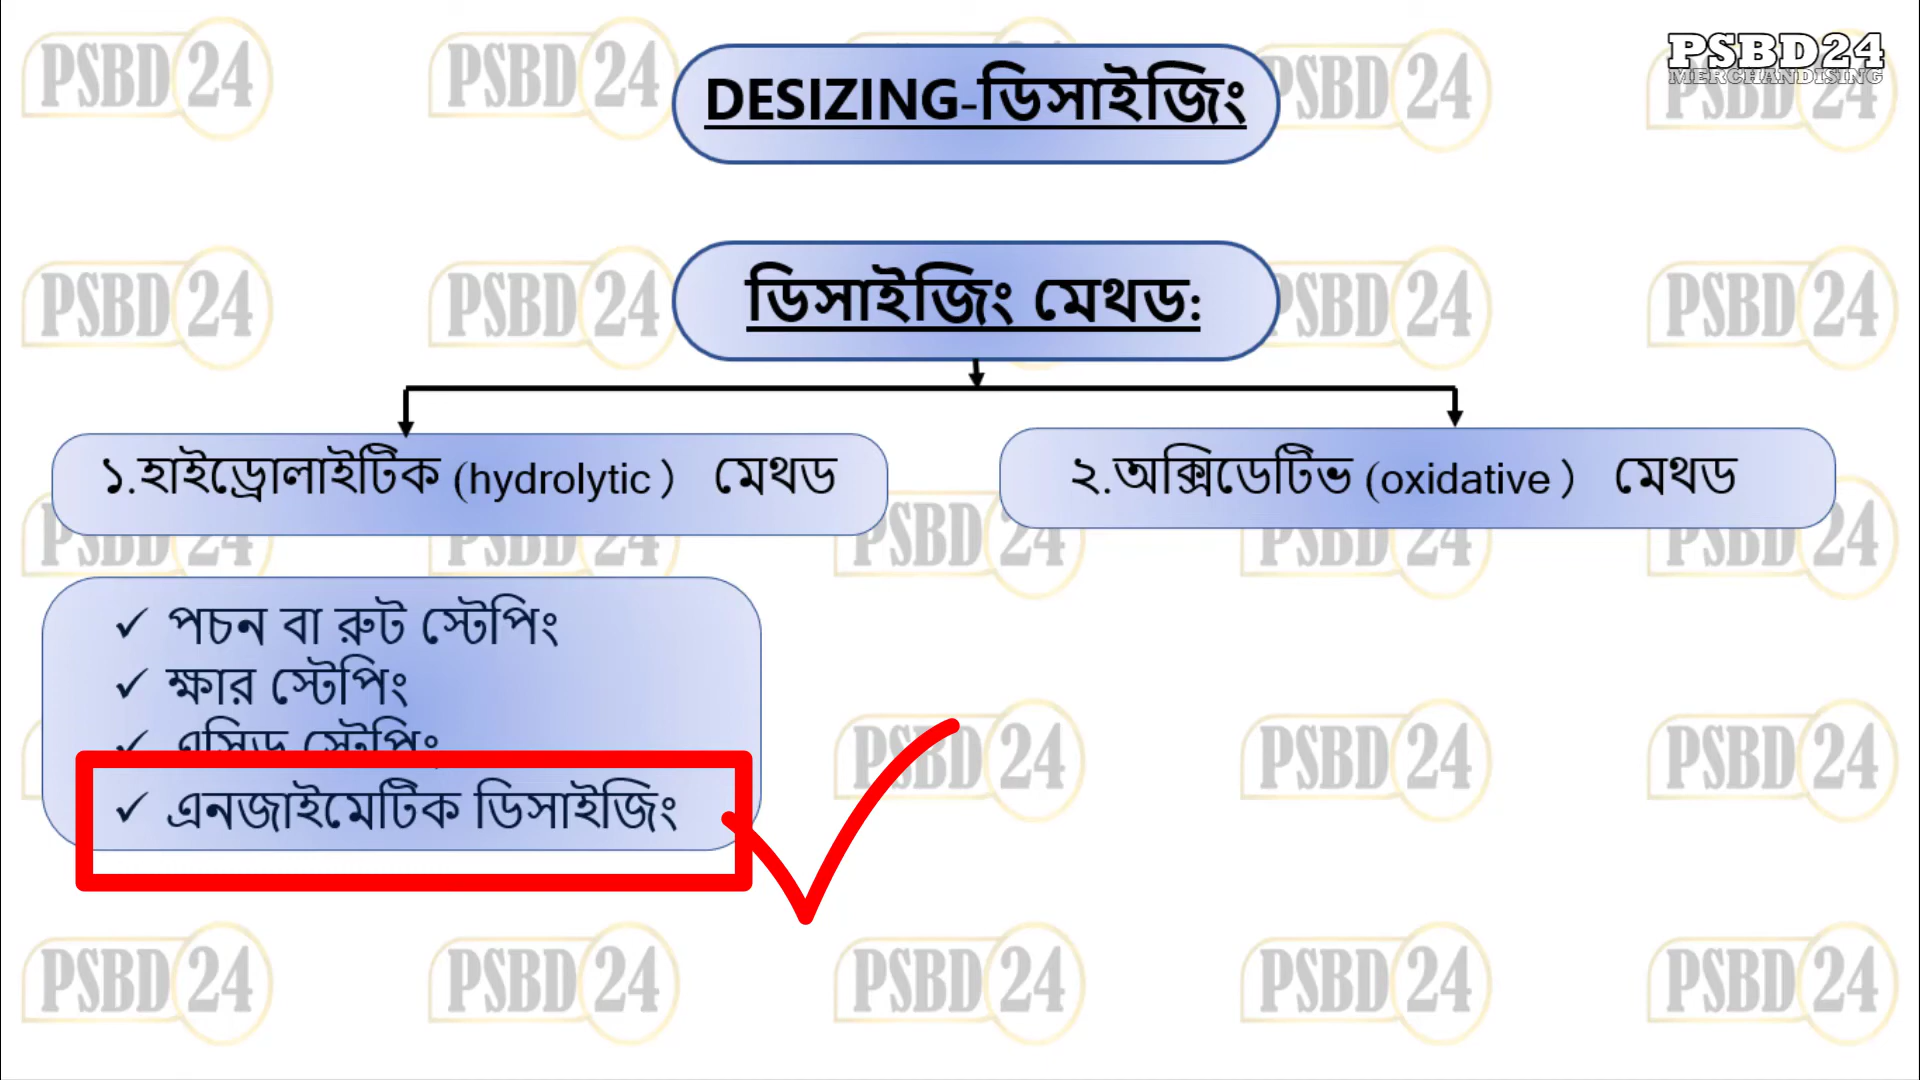 PSBD24
MERCHANDISING
DESIZING-ডিসাইজিং
ডিসাইজিং মেথড:
১.হাইড্রোলাইটিক (hydrolytic) মেথড
২.অক্সিডেটিভ (oxidative) মেথড
✓ পচন বা রুট স্টেপিং
✓ ক্ষার স্টেপিং
✓ এসিড স্টেপিং
✓ এনজাইমেটিক ডিসাইজিং